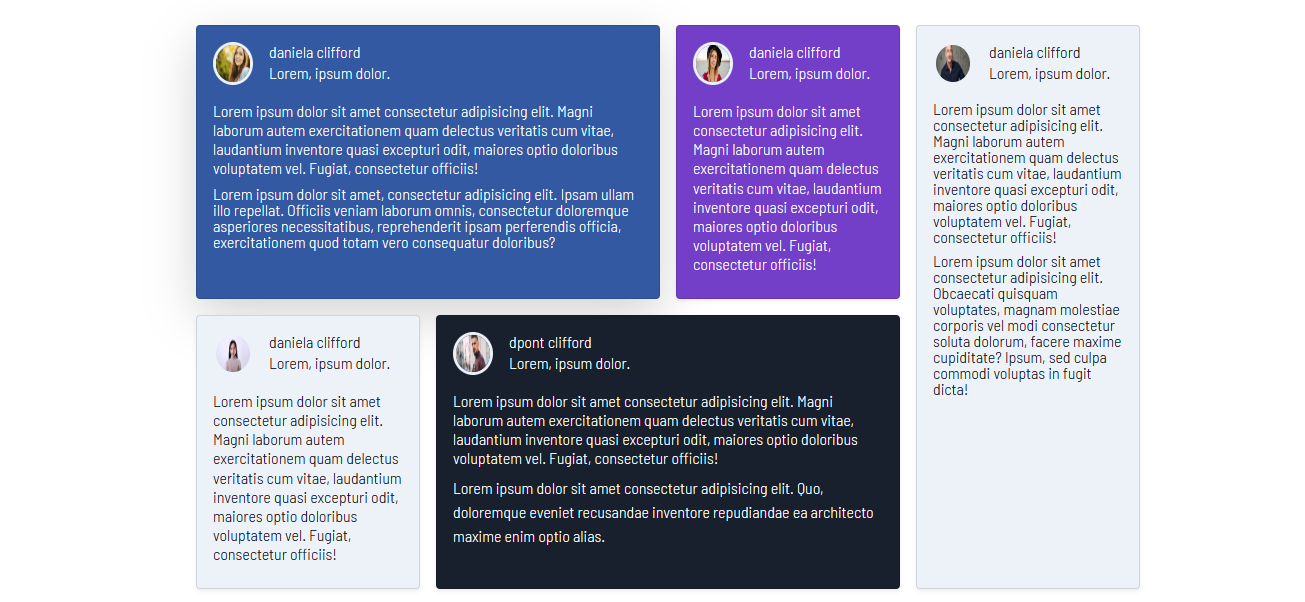 daniela clifford
Lorem, ipsum dolor.
Lorem ipsum dolor sit amet consectetur adipisicing elit. Magni
laborum autem exercitationem quam delectus veritatis cum vitae,
laudantium inventore quasi excepturi odit, maiores optio doloribus
voluptatem vel. Fugiat, consectetur officiis!
Lorem ipsum dolor sit amet, consectetur adipisicing elit. Ipsam ullam
illo repellat. Officiis veniam laborum omnis, consectetur doloremque
asperiores necessitatibus, reprehenderit ipsam perferendis officia,
exercitationem quod totam vero consequatur doloribus?
daniela clifford
Lorem, ipsum dolor.
Lorem ipsum dolor sit amet
consectetur adipisicing elit.
Magni laborum autem
exercitationem quam delectus
veritatis cum vitae, laudantium
inventore quasi excepturi odit,
maiores optio doloribus
voluptatem vel. Fugiat,
consectetur officiis!
daniela clifford
Lorem, ipsum dolor.
Lorem ipsum dolor sit amet
consectetur adipisicing elit.
Magni laborum autem
exercitationem quam delectus
veritatis cum vitae, laudantium
inventore quasi excepturi odit,
maiores optio doloribus
voluptatem vel. Fugiat,
consectetur officiis!
Lorem ipsum dolor sit amet
consectetur adipisicing elit.
Obcaecati quisquam
voluptates, magnam molestiae
corporis vel modi consectetur
soluta dolorum, facere maxime
cupiditate? Ipsum, sed culpa
commodi voluptas in fugit
dicta!
daniela clifford
Lorem, ipsum dolor.
Lorem ipsum dolor sit amet
consectetur adipisicing elit.
Magni laborum autem
exercitationem quam delectus
veritatis cum vitae, laudantium
inventore quasi excepturi odit,
maiores optio doloribus
voluptatem vel. Fugiat,
consectetur officiis!
dpont clifford
Lorem, ipsum dolor.
Lorem ipsum dolor sit amet consectetur adipisicing elit. Magni
laborum autem exercitationem quam delectus veritatis cum vitae,
laudantium inventore quasi excepturi odit, maiores optio doloribus
voluptatem vel. Fugiat, consectetur officiis!
Lorem ipsum dolor sit amet consectetur adipisicing elit. Quo,
doloremque eveniet recusandae inventore repudiandae ea architecto
maxime enim optio alias.